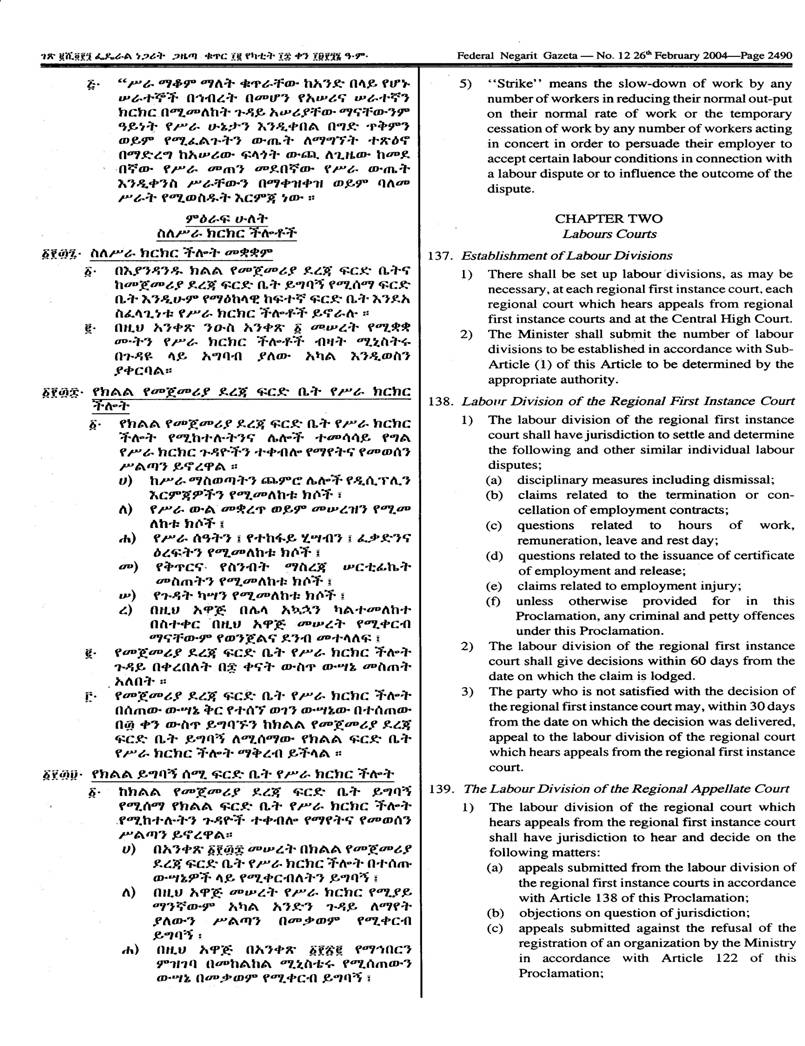 ገጽ ፪ሺ፬፻፺ ፌዴራል ነጋሪት ጋዜጣ ቁጥር ፲፪ የካቲት ፲፰ ቀን ፲፱፻፺፮ ዓ·ም·
፭· “ሥራ ማቆም ማለት ቁጥራቸው ከአንድ በላይ የሆኑ
ሠራተኞች በኅብረት በመሆን የአሠሪና ሠራተኛን
ክርክር በሚመለከት ጉዳይ አሠሪያቸው ማናቸውንም
ዓይነት የሥራ ሁኔታን እንዲቀበል በግድ ጥቅምን
ወይም የሚፈልጉትን ውጤት ለማግኘት ተጽዕኖ
በማድረግ ከአሠሪው ፍላጎት ውጪ ለጊዜው ከመደ
በኛው የሥራ መጠን መደበኛው የሥራ ውጤት
እንዲቀንስ ሥራቸውን በማቀዝቀዝ ወይም ባለመ
ሥራት የሚወስዱት እርምጃ ነው ።
ምዕራፍ ሁለት
ስለሥራ ክርክር ችሎቶች
፩፻፴፯· ስለሥራ ክርክር ችሎት መቋቋም
፩· በእያንዳንዱ ክልል የመጀመሪያ ደረጃ ፍርድ ቤትና
ከመጀመሪያ ደረጃ ፍርድ ቤት ይግባኝ የሚሰማ ፍርድ
ቤት እንዲሁም የማዕከላዊ ከፍተኛ ፍርድ ቤት እንደአ
ስፈላጊነቱ የሥራ ክርክር ችሎቶች ይኖራሉ ።
፪· በዚህ አንቀጽ ንዑስ አንቀጽ ፩ መሠረት የሚቋቋ
ሙትን የሥራ ክርክር ችሎቶች ብዛት ሚኒስትሩ
በጉዳዩ ላይ አግባብ ያለው አካል እንዲወስን
ያቀርባል።
፩፻፴፰· የክልል የመጀመሪያ ደረጃ ፍርድ ቤት የሥራ ክርክር
ችሎት
፩· የክልል የመጀመሪያ ደረጃ ፍርድ ቤት የሥራ ክርክር
ችሎት የሚከተሉትንና ሌሎች ተመሳሳይ የግል
የሥራ ክርክር ጉዳዮችን ተቀብሎ የማየትና የመወሰን
ሥልጣን ይኖረዋል ።
ሀ) ከሥራ ማስወጣትን ጨምሮ ሌሎች የዲሲፕሊን
እርምጃዎችን የሚመለከቱ ክሶች ፤
ለ) የሥራ ውል መቋረጥ ወይም መሠረዝን የሚመ
ለከቱ ክሶች ፤
ሐ) የሥራ ሰዓትን ፤ የተከፋይ ሂሣብን ፤ ፈቃድንና
ዕረፍትን የሚመለከቱ ክሶች ፤
መ) የቅጥርና የስንብት ማስረጃ ሠርቲፊኬት
መስጠትን የሚመለከቱ ክሶች ፤
ሠ) የጉዳት ካሣን የሚመለከቱ ክሶች ፤
ረ) በዚህ አዋጅ በሌላ አኳኋን ካልተመለከተ
በስተቀር በዚህ አዋጅ መሠረት የሚቀርብ
ማናቸውም የወንጀልና ደንብ መተላለፍ ፤
፪· የመጀመሪያ ደረጃ ፍርድ ቤት የሥራ ክርክር ችሎት
ጉዳይ በቀረበለት በ፷ ቀናት ውስጥ ውሣኔ መስጠት
አለበት ።
፫· የመጀመሪያ ደረጃ ፍርድ ቤት የሥራ ክርክር ችሎት
በሰጠው ውሣኔ ቅር የተሰኘ ወገን ውሣኔው በተሰጠው
በ፴ ቀን ውስጥ ይግባኙን ከክልል የመጀመሪያ ደረጃ
ፍርድ ቤት ይግባኝ ለሚሰማው የክልል ፍርድ ቤት
የሥራ ክርክር ችሎት ማቅረብ ይችላል ።
፩፻፴፱· የክልል ይግባኝ ሰሚ ፍርድ ቤት የሥራ ክርክር ችሎት
፩· ከክልል የመጀመሪያ ደረጃ ፍርድ ቤት ይግባኝ
የሚሰማ የክልል ፍርድ ቤት የሥራ ክርክር ችሎት
የሚከተሉትን ጉዳዮች ተቀብሎ የማየትና የመወሰን
ሥልጣን ይኖረዋል።
ሀ) በአንቀጽ ፩፻፴፰ መሠረት በክልል የመጀመሪያ
ደረጃ ፍርድ ቤት የሥራ ክርክር ችሎት በተሰጡ
ውሣኔዎች ላይ የሚቀርብለትን ይግባኝ ፤
ለ) በዚህ አዋጅ መሠረት የሥራ ክርክር የሚያይ
ማንኛውም አካል አንድን ጉዳይ ለማየት
ያለውን ሥልጣን በመቃወም የሚቀርብ
ይግባኝ ፤
ሐ) በዚህ አዋጅ በአንቀጽ ፩፻፳፪ የማኅበርን
ምዝገባ በመከልከል ሚኒስቴሩ የሚሰጠውን
ውሣኔ በመቃወም የሚቀርብ ይግባኝ ፤
Federal Negarit Gazeta — No. 12 26th February 2004—Page 2490
5) ‘‘Strike’’ means the slow-down of work by any
number of workers in reducing their normal out-put
on their normal rate of work or the temporary
cessation of work by any number of workers acting
in concert in order to persuade their employer to
accept certain labour conditions in connection with
a labour dispute or to influence the outcome of the
dispute.
CHAPTER TWO
Labours Courts
137. Establishment of Labour Divisions
1) There shall be set up labour divisions, as may be
necessary, at each regional first instance court, each
regional court which hears appeals from regional
first instance courts and at the Central High Court.
2) The Minister shall submit the number of labour
divisions to be established in accordance with Sub-
Article (1) of this Article to be determined by the
appropriate authority.
138. Labour Division of the Regional First Instance Court
1) The labour division of the regional first instance
court shall have jurisdiction to settle and determine
the following and other similar individual labour
disputes;
(a) disciplinary measures including dismissal;
(b) claims related to the termination or con-
cellation of employment contracts;
(c) questions related to hours of work,
remuneration, leave and rest day;
(d) questions related to the issuance of certificate
of employment and release;
(e) claims related to employment injury;
(f) unless otherwise provided for in this
Proclamation, any criminal and petty offences
under this Proclamation.
2) The labour division of the regional first instance
court shall give decisions within 60 days from the
date on which the claim is lodged.
3) The party who is not satisfied with the decision of
the regional first instance court may, within 30 days
from the date on which the decision was delivered,
appeal to the labour division of the regional court
which hears appeals from the regional first instance
court.
139. The Labour Division of the Regional Appellate Court
1) The labour division of the regional court which
hears appeals from the regional first instance court
shall have jurisdiction to hear and decide on the
following matters:
(a) appeals submitted from the labour division of
the regional first instance courts in accordance
with Article 138 of this Proclamation;
(b) objections on question of jurisdiction;
(c) appeals submitted against the refusal of the
registration of an organization by the Ministry
in accordance with Article 122 of this
Proclamation;